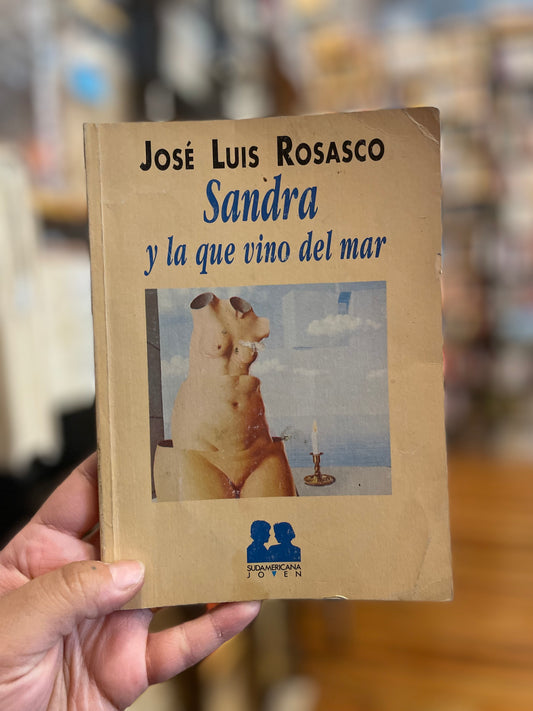 JOSÉ LUIS ROSASCO
Sandra
y la que vino del mar
SUDAMERICANA
JOVEN